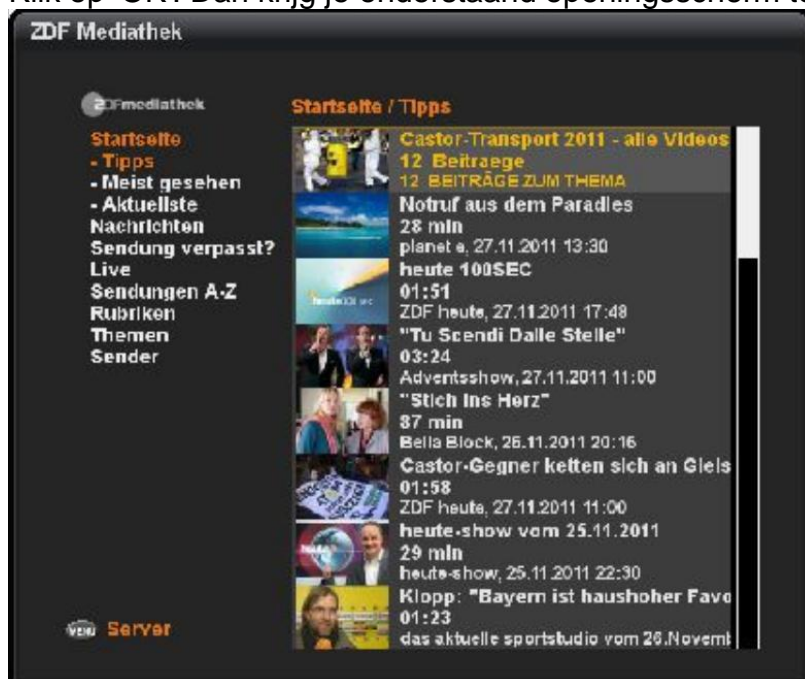 ZDF Mediathek
ZDFmediathek
Startseite
- Tipps
- Meist gesehen
- Aktuellste
Nachrichten
Sendung verpasst?
Live
Sendungen A-Z
Rubriken
Themen
Sender
MENU Server
Startseite / Tipps
Castor-Transport 2011 - alle Videos
12 Beitraege
12 BEITRÄGE ZUM THEMA
Notruf aus dem Paradies
28 min
planet e, 27.11.2011 13:30
heute 100SEC
01:51
ZDF heute, 27.11.2011 17:48
"Tu Scendi Dalle Stelle"
03:24
Adventsshow, 27.11.2011 11:00
"Stich ins Herz"
87 min
Bella Block, 26.11.2011 20:16
Castor-Gegner ketten sich an Gleis
01:58
ZDF heute, 27.11.2011 11:00
heute-show vom 25.11.2011
29 min
heute-show, 25.11.2011 22:30
Klopp: "Bayern ist haushoher Favo
01:23
das aktuelle sportstudio vom 26.Novemb